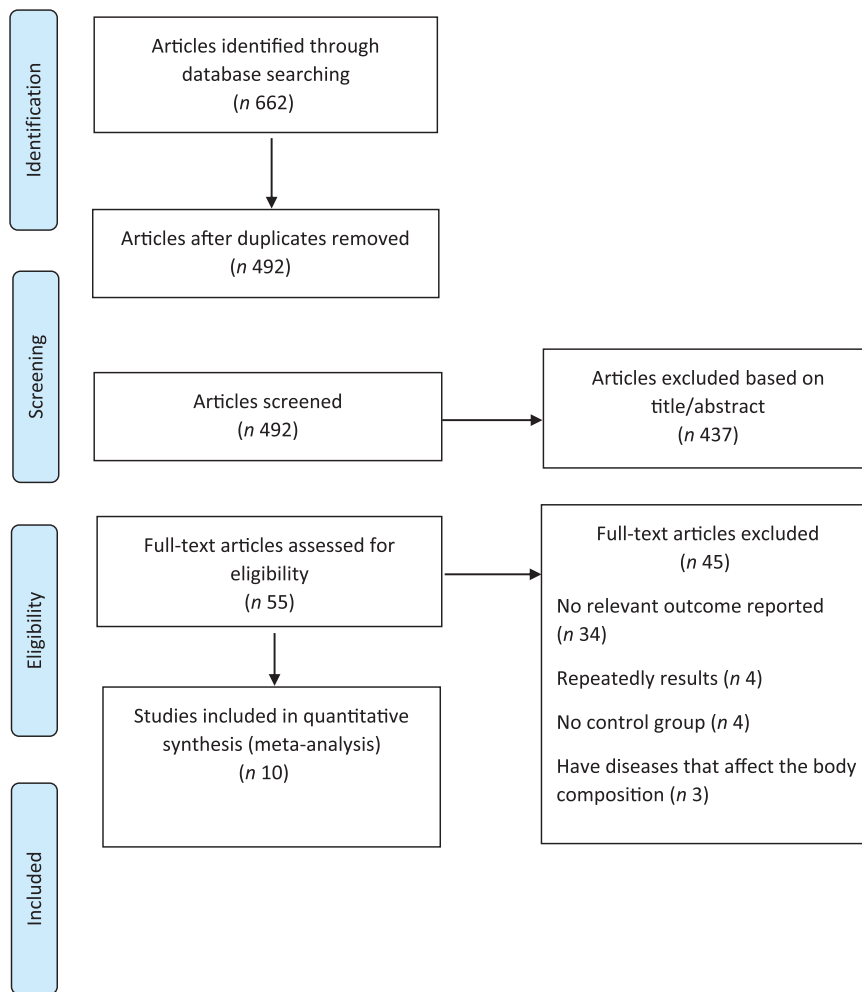 Identification
Articles identified through
database searching
(n 662)
Articles after duplicates removed
(n 492)
Screening
Articles screened
(n 492)
Articles excluded based on
title/abstract
(n 437)
Eligibility
Full-text articles assessed for
eligibility
(n 55)
Full-text articles excluded
(n 45)
No relevant outcome reported
(n 34)
Repeatedly results (n 4)
No control group (n 4)
Have diseases that affect the body
composition (n 3)
Studies included in quantitative
synthesis (meta-analysis)
(n 10)
Included